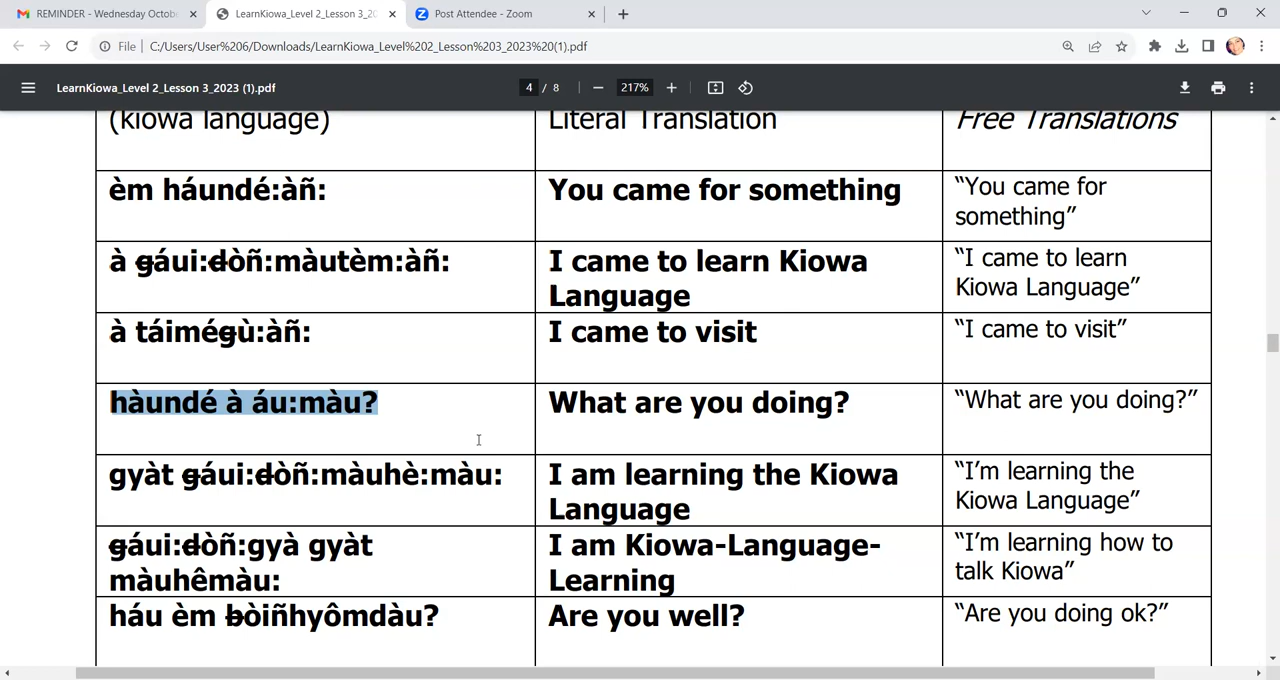 REMINDER - Wednesday Octob
LearnKiowa_Level 2_Lesson 3_20
Post Attendee - Zoom
File
C:/Users/User%206/Downloads/LearnKiowa_Level%202_Lesson%203_2023%20(1).pdf
LearnKiowa_Level 2_Lesson 3_2023 (1).pdf
4 / 8
217%
(kiowa language)
Literal Translation
Free Translations
èm háundé:àñ:
You came for something
“You came for
something”
à ǥáui:đòñ:màutèm:àñ:
I came to learn Kiowa
Language
“I came to learn
Kiowa Language”
à táiméǥù:àñ:
I came to visit
“I came to visit”
hàundé à áu:màu?
What are you doing?
“What are you doing?”
gyàt ǥáui:đòñ:màuhè:màu:
I am learning the Kiowa
Language
“I’m learning the
Kiowa Language”
ǥáui:đòñ:gyà gyàt
màuhêmàu:
I am Kiowa-Language-
Learning
“I’m learning how to
talk Kiowa”
háu èm ƀòiñhyômdàu?
Are you well?
“Are you doing ok?”